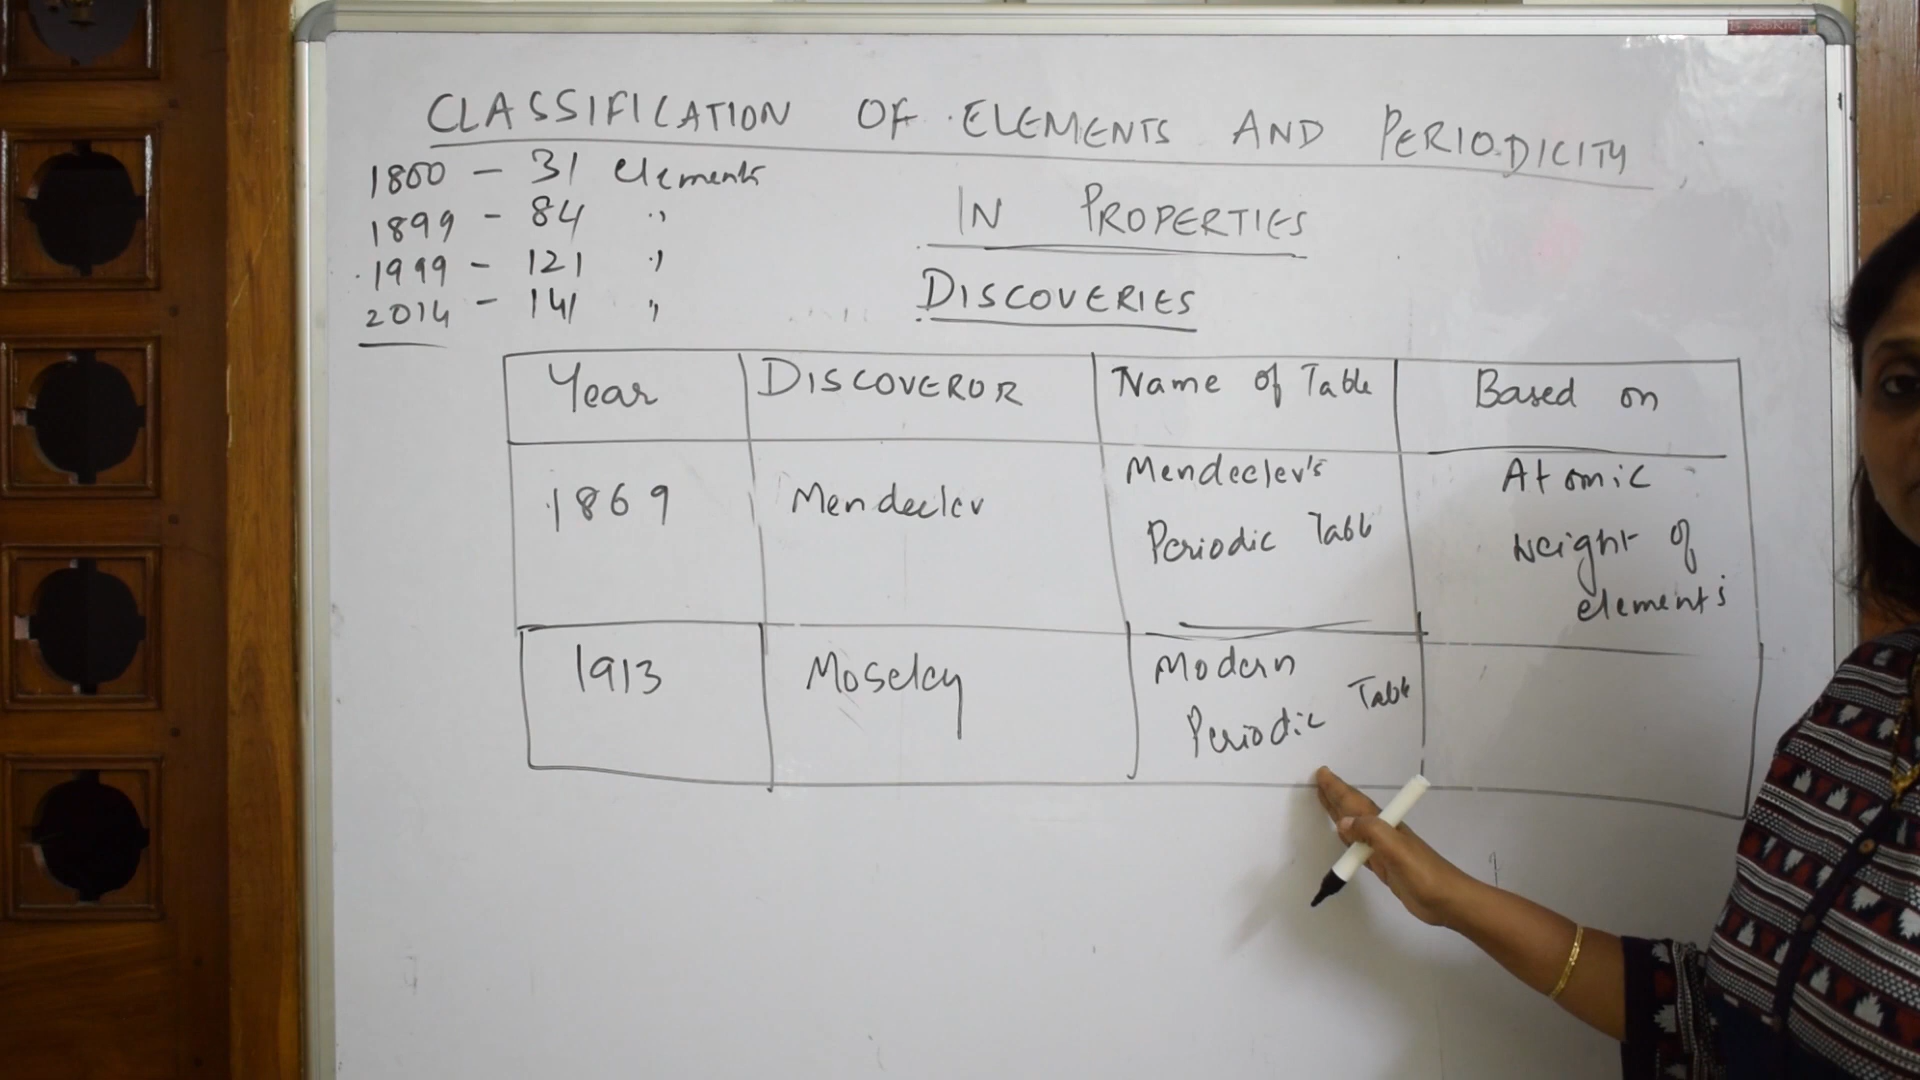 CLASSIFICATION OF ELEMENTS AND PERIODICITY
IN PROPERTIES
1800 - 31 elements
1899 - 84 "
1999 - 121 "
2014 - 141 "
DISCOVERIES
Year DISCOVEROR Name of Table Based on
1869 Mendeelev Mendeelev's Periodic Table Atomic weight of elements
1913 Moseley Modern Periodic Table